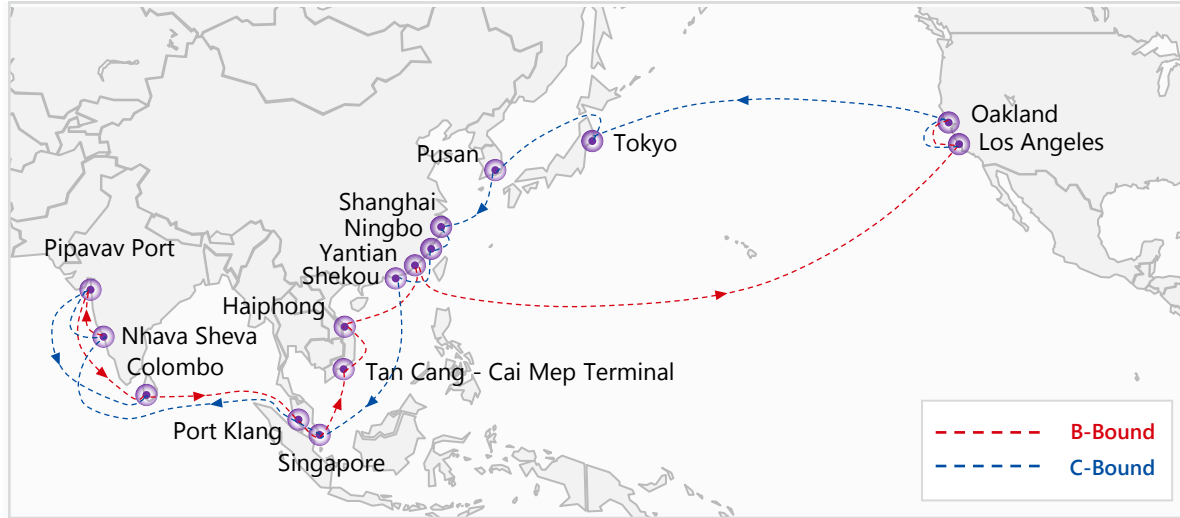 Oakland
Los Angeles
Tokyo
Pusan
Shanghai
Ningbo
Yantian
Shekou
Pipavav Port
Haiphong
Nhava Sheva
Colombo
Tan Cang - Cai Mep Terminal
Port Klang
Singapore
B-Bound
C-Bound